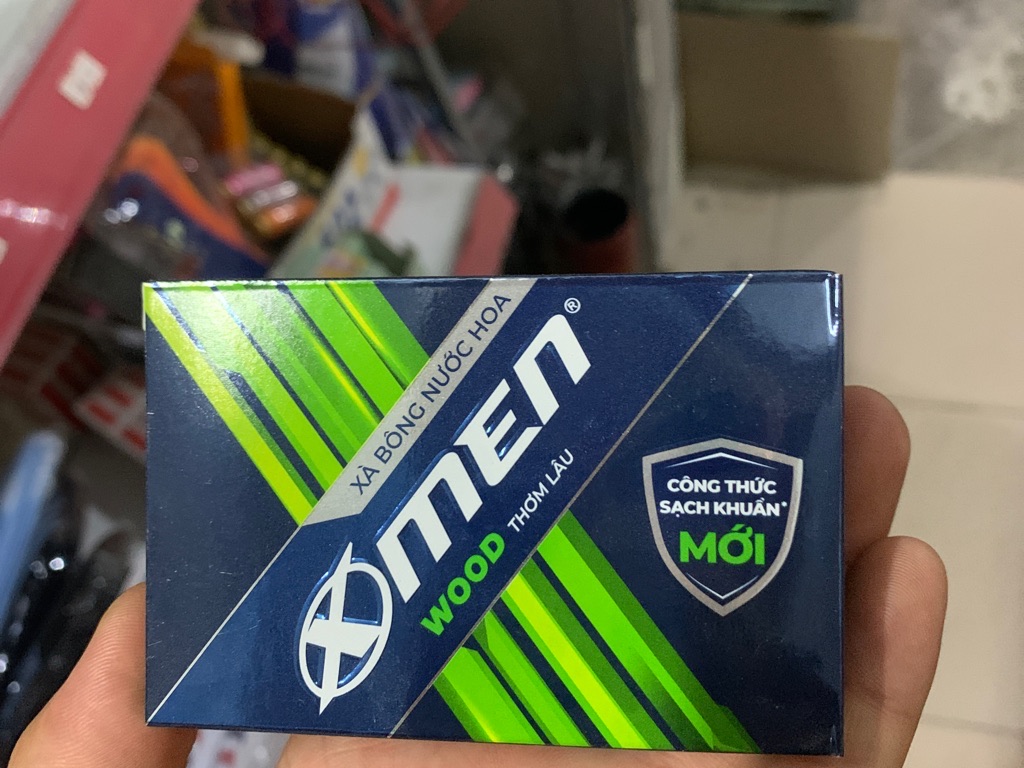 XÀ BÔNG NƯỚC HOA
XMEN®
WOOD THƠM LÂU
CÔNG THỨC
SẠCH KHUẨN*
MỚI